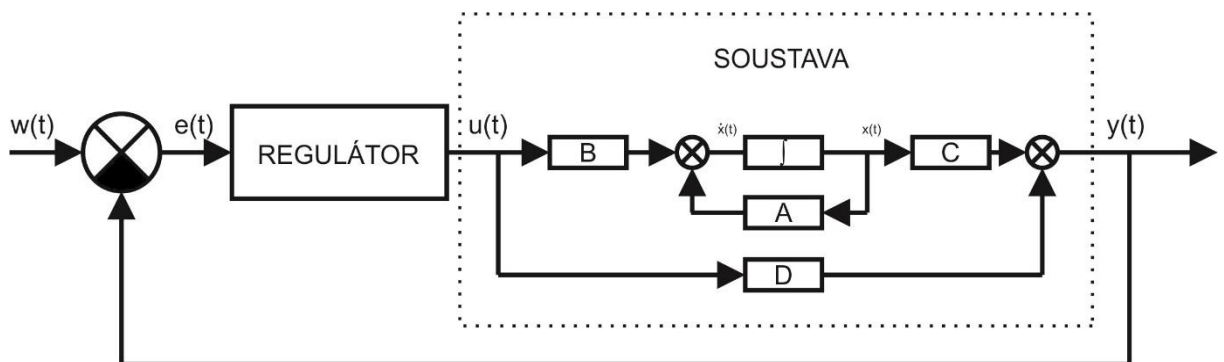 SOUSTAVA
w(t)
e(t)
REGULÁTOR
u(t)
B
ẋ(t)
∫
x(t)
C
y(t)
A
D